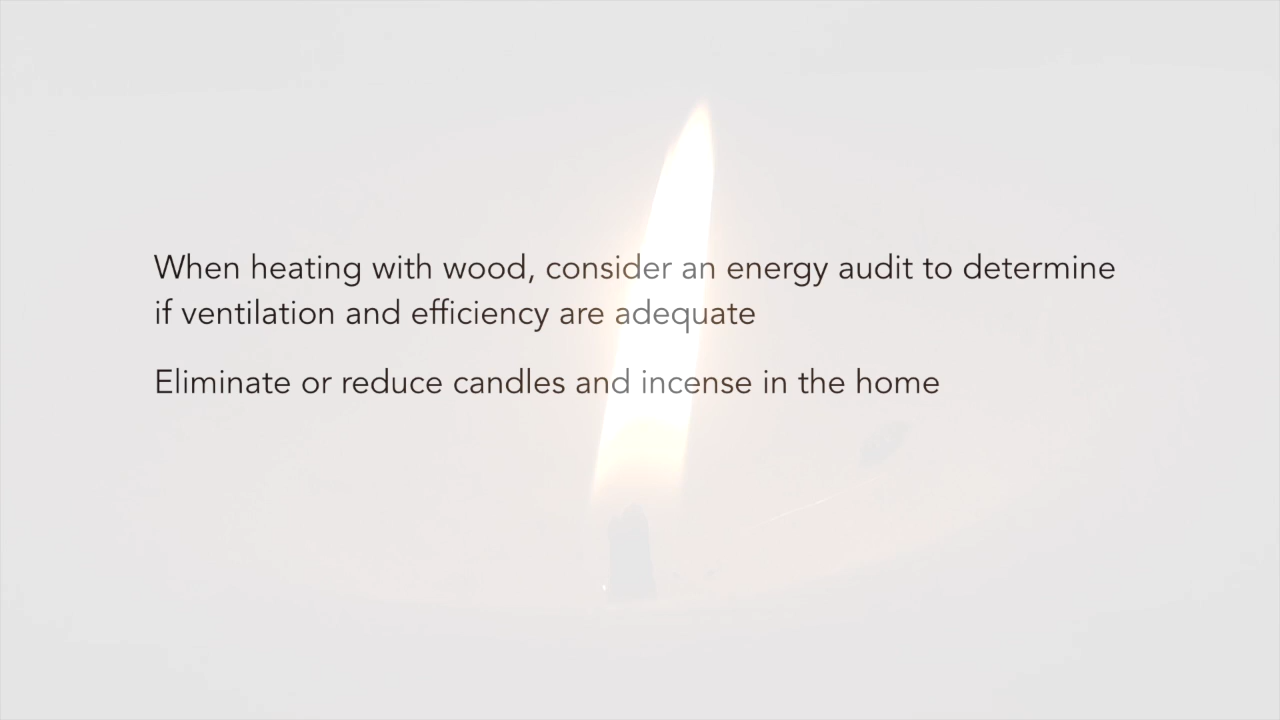 When heating with wood, consider an energy audit to determine
if ventilation and efficiency are adequate
Eliminate or reduce candles and incense in the home